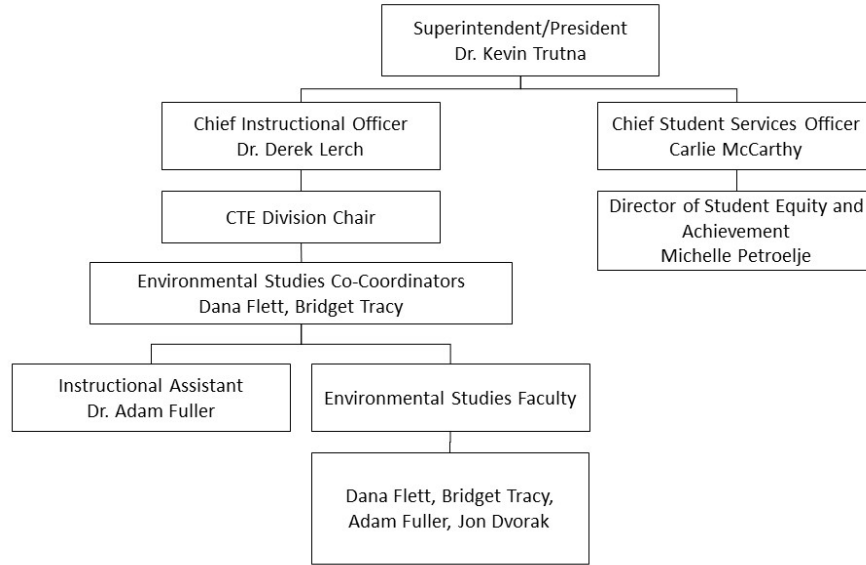 Superintendent/President
Dr. Kevin Trutna
Chief Instructional Officer
Dr. Derek Lerch
Chief Student Services Officer
Carlie McCarthy
CTE Division Chair
Director of Student Equity and
Achievement
Michelle Petroelje
Environmental Studies Co-Coordinators
Dana Flett, Bridget Tracy
Instructional Assistant
Dr. Adam Fuller
Environmental Studies Faculty
Dana Flett, Bridget Tracy,
Adam Fuller, Jon Dvorak